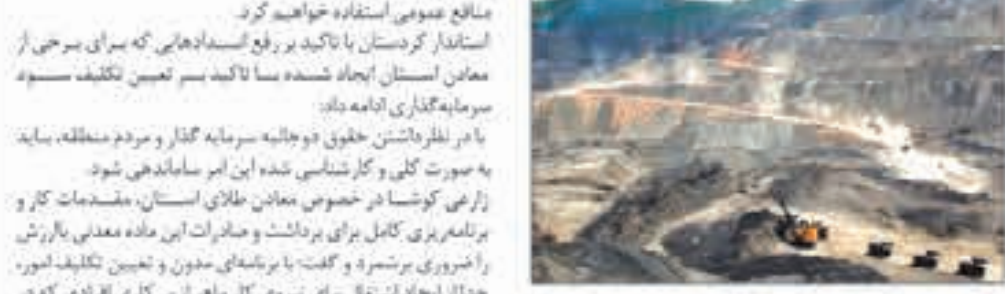 منافع عمومی استفاده خواهیم کرد.
استاندار کردستان با تاکید بر رفع انسدادهایی که برای برخی از
معادن استان ایجاد شده با تاکید بر تعیین تکلیف سود
سرمایه‌گذاری ادامه داد:
با در نظر داشتن حقوق دو جانبه سرمایه گذار و مردم منطقه، باید
به صورت کلی و کارشناسی شده این امر ساماندهی شود.
زارعی کوشا در خصوص معادن طلای استان، مقدمات کار و
برنامه‌ریزی کامل برای برداشت و صادرات این ماده معدنی باارزش
را ضروری برشمرد و گفت: با برنامه‌ای مدون و تعیین تکلیف امور،